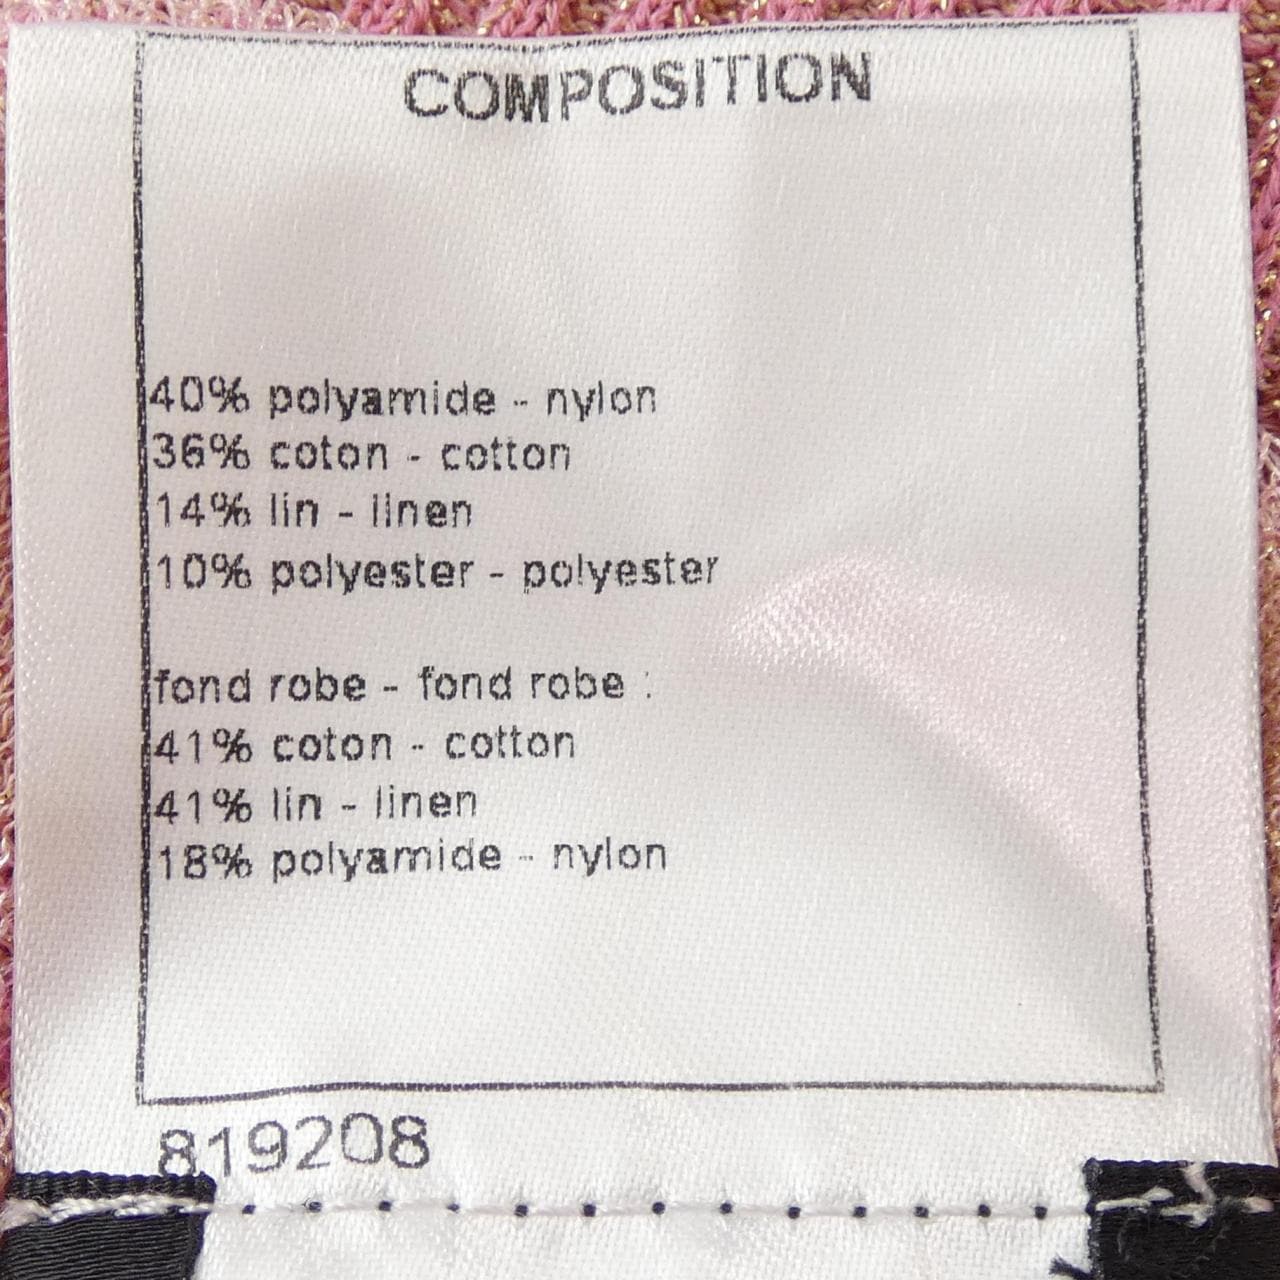 COMPOSITION
40% polyamide - nylon
36% coton - cotton
14% lin - linen
10% polyester - polyester
fond robe - fond robe :
41% coton - cotton
41% lin - linen
18% polyamide - nylon
819208